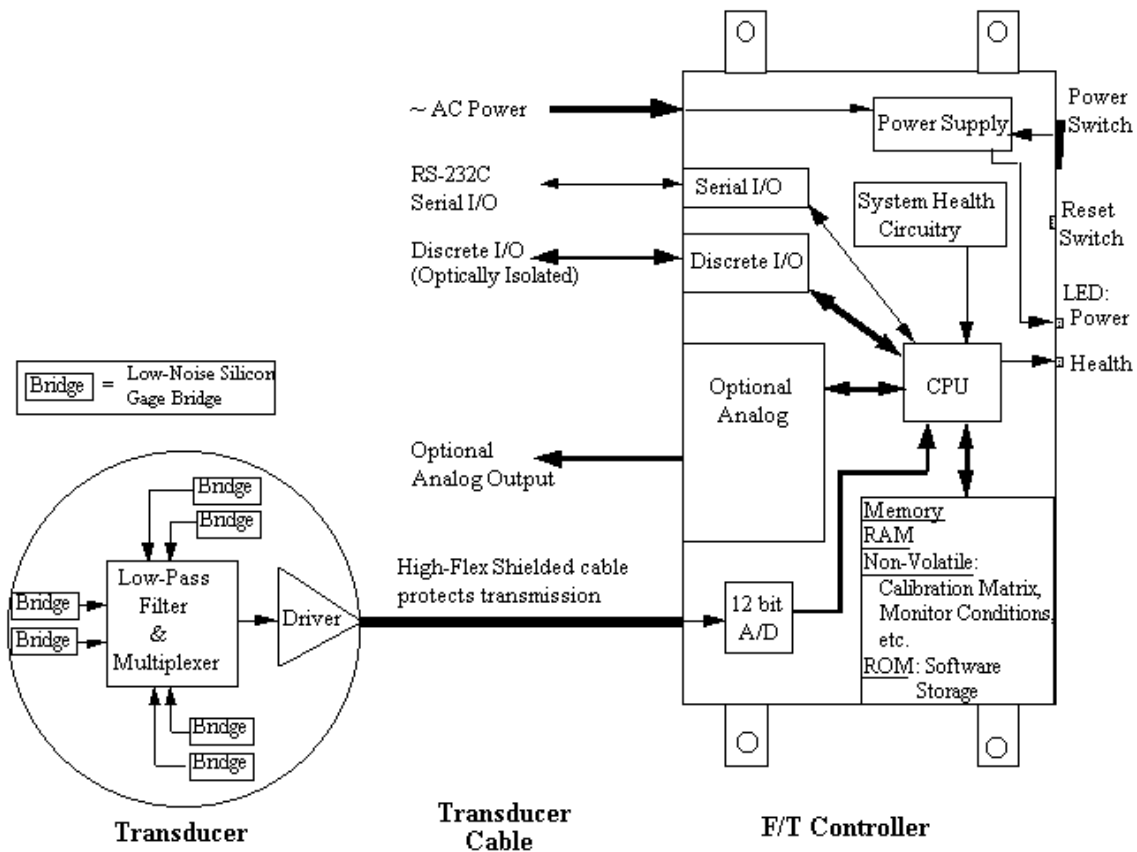 ~ AC Power
Power Supply
Power
Switch
RS-232C
Serial I/O
Serial I/O
System Health
Circuitry
Reset
Switch
Discrete I/O
(Optically Isolated)
Discrete I/O
LED:
Power
Health
CPU
Optional
Analog
Optional
Analog Output
Bridge = Low-Noise Silicon
Gage Bridge
Bridge
Bridge
Bridge
Bridge
Low-Pass
Filter
&
Multiplexer
Driver
Bridge
Bridge
High-Flex Shielded cable
protects transmission
12 bit
A/D
Memory
RAM
Non-Volatile:
Calibration Matrix,
Monitor Conditions,
etc.
ROM: Software
Storage
Transducer
Transducer
Cable
F/T Controller